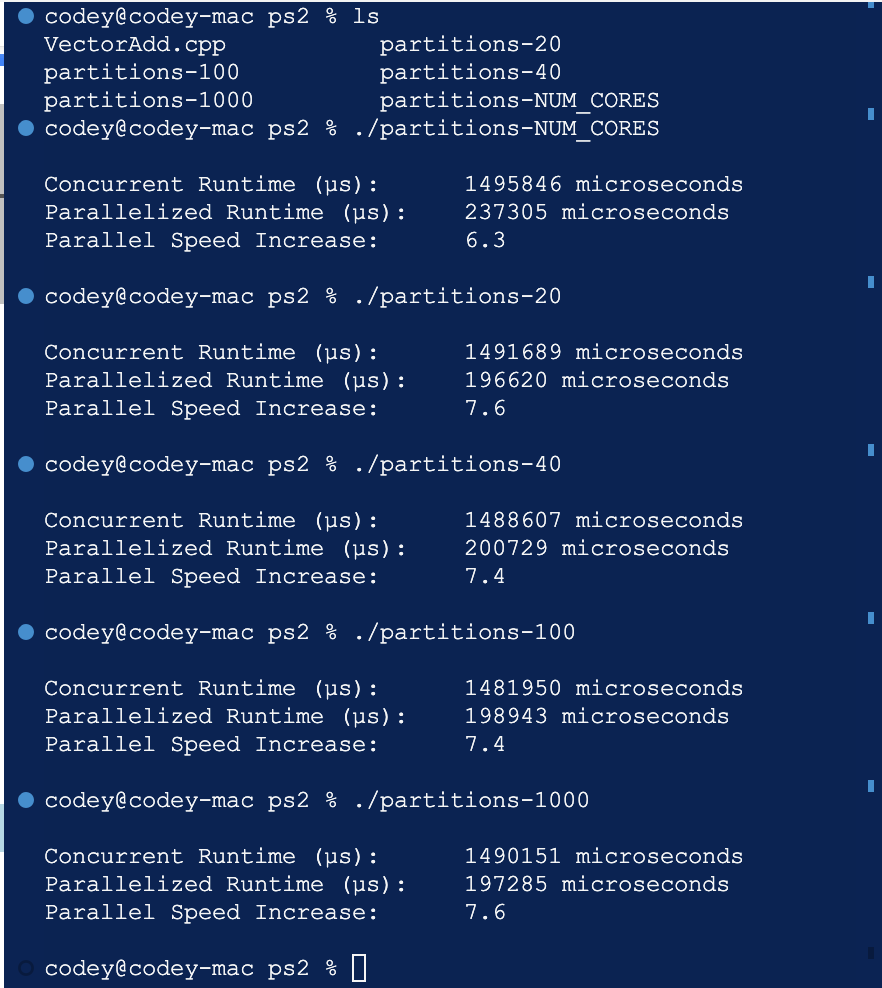 codey@codey-mac ps2 % ls
VectorAdd.cpp partitions-20
partitions-100 partitions-40
partitions-1000 partitions-NUM_CORES
codey@codey-mac ps2 % ./partitions-NUM_CORES
Concurrent Runtime (µs): 1495846 microseconds
Parallelized Runtime (µs): 237305 microseconds
Parallel Speed Increase: 6.3
codey@codey-mac ps2 % ./partitions-20
Concurrent Runtime (µs): 1491689 microseconds
Parallelized Runtime (µs): 196620 microseconds
Parallel Speed Increase: 7.6
codey@codey-mac ps2 % ./partitions-40
Concurrent Runtime (µs): 1488607 microseconds
Parallelized Runtime (µs): 200729 microseconds
Parallel Speed Increase: 7.4
codey@codey-mac ps2 % ./partitions-100
Concurrent Runtime (µs): 1481950 microseconds
Parallelized Runtime (µs): 198943 microseconds
Parallel Speed Increase: 7.4
codey@codey-mac ps2 % ./partitions-1000
Concurrent Runtime (µs): 1490151 microseconds
Parallelized Runtime (µs): 197285 microseconds
Parallel Speed Increase: 7.6
codey@codey-mac ps2 %